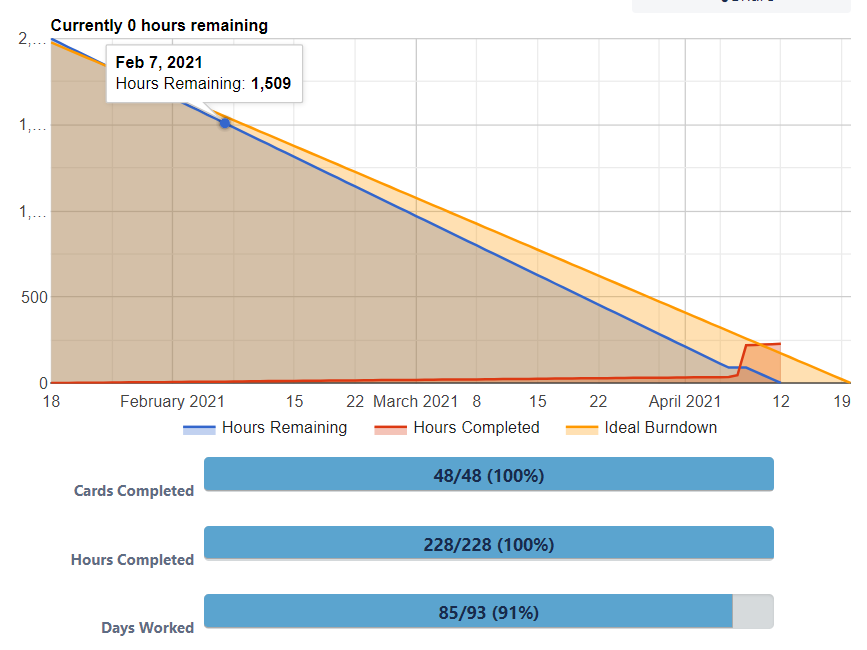 Currently 0 hours remaining
2,...
Feb 7, 2021
Hours Remaining: 1,509
1,...
1,...
500
0
18 February 2021 15 22 March 2021 8 15 22 April 2021 12 19
Hours Remaining Hours Completed Ideal Burndown
48/48 (100%)
Cards Completed
228/228 (100%)
Hours Completed
85/93 (91%)
Days Worked